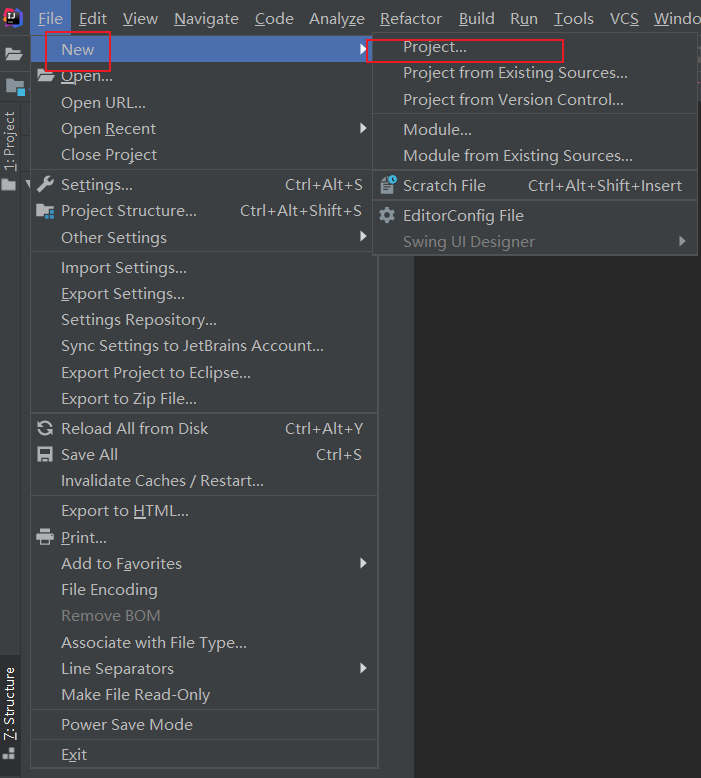 File Edit View Navigate Code Analyze Refactor Build Run Tools VCS Windo
New
Open...
Open URL...
Open Recent
Close Project
Settings... Ctrl+Alt+S
Project Structure... Ctrl+Alt+Shift+S
Other Settings
Import Settings...
Export Settings...
Settings Repository...
Sync Settings to JetBrains Account...
Export Project to Eclipse...
Export to Zip File...
Reload All from Disk Ctrl+Alt+Y
Save All Ctrl+S
Invalidate Caches / Restart...
Export to HTML...
Print...
Add to Favorites
File Encoding
Remove BOM
Associate with File Type...
Line Separators
Make File Read-Only
Power Save Mode
Exit
Project...
Project from Existing Sources...
Project from Version Control...
Module...
Module from Existing Sources...
Scratch File Ctrl+Alt+Shift+Insert
EditorConfig File
Swing UI Designer
1: Project
7: Structure